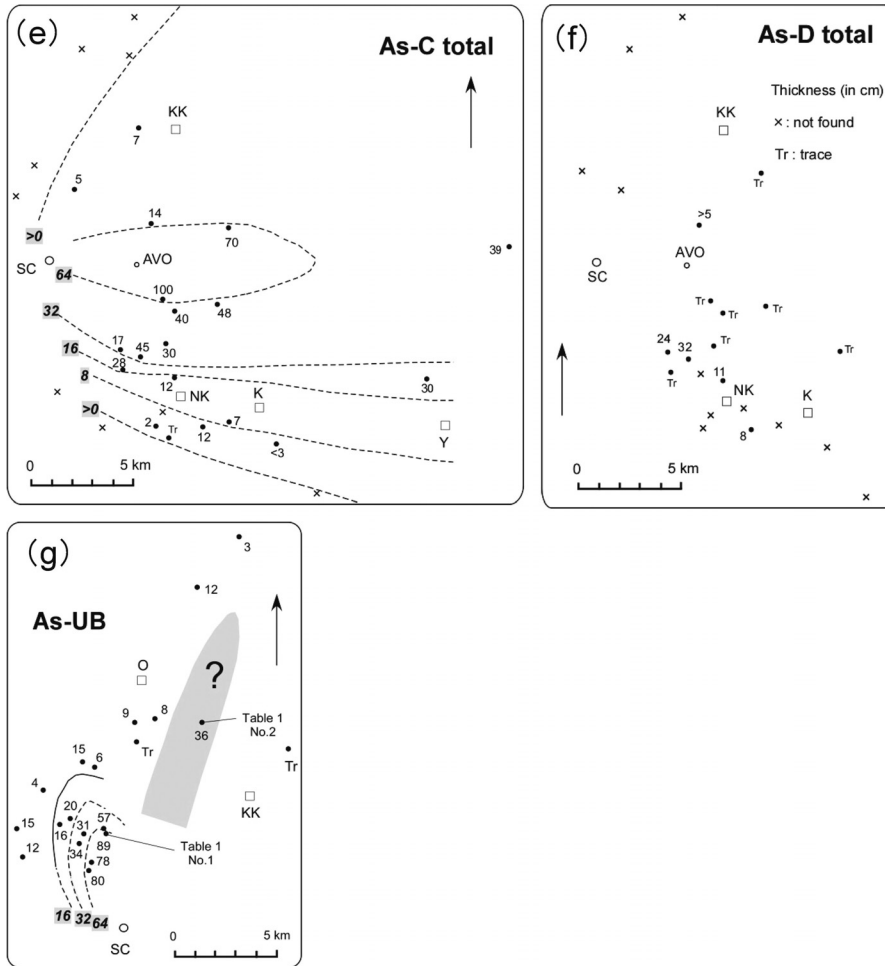 (e)
As-C total
KK
7
5
14
70
>0
SC
AVO
39
64
100
48
40
32
17
45
30
16
28
12
30
8
NK
K
>0
2
Tr
12
7
<3
Y
0 5 km
(f)
As-D total
Thickness (in cm)
× : not found
Tr : trace
KK
Tr
>5
AVO
SC
Tr
Tr
Tr
24
32
Tr
Tr
Tr
11
NK
K
8
0 5 km
(g)
As-UB
3
12
O
?
9
8
Table 1
No.2
36
Tr
Tr
15
6
4
KK
20
57
15
16
31
89
Table 1
No.1
34
12
78
80
16
32
64
SC
0 5 km